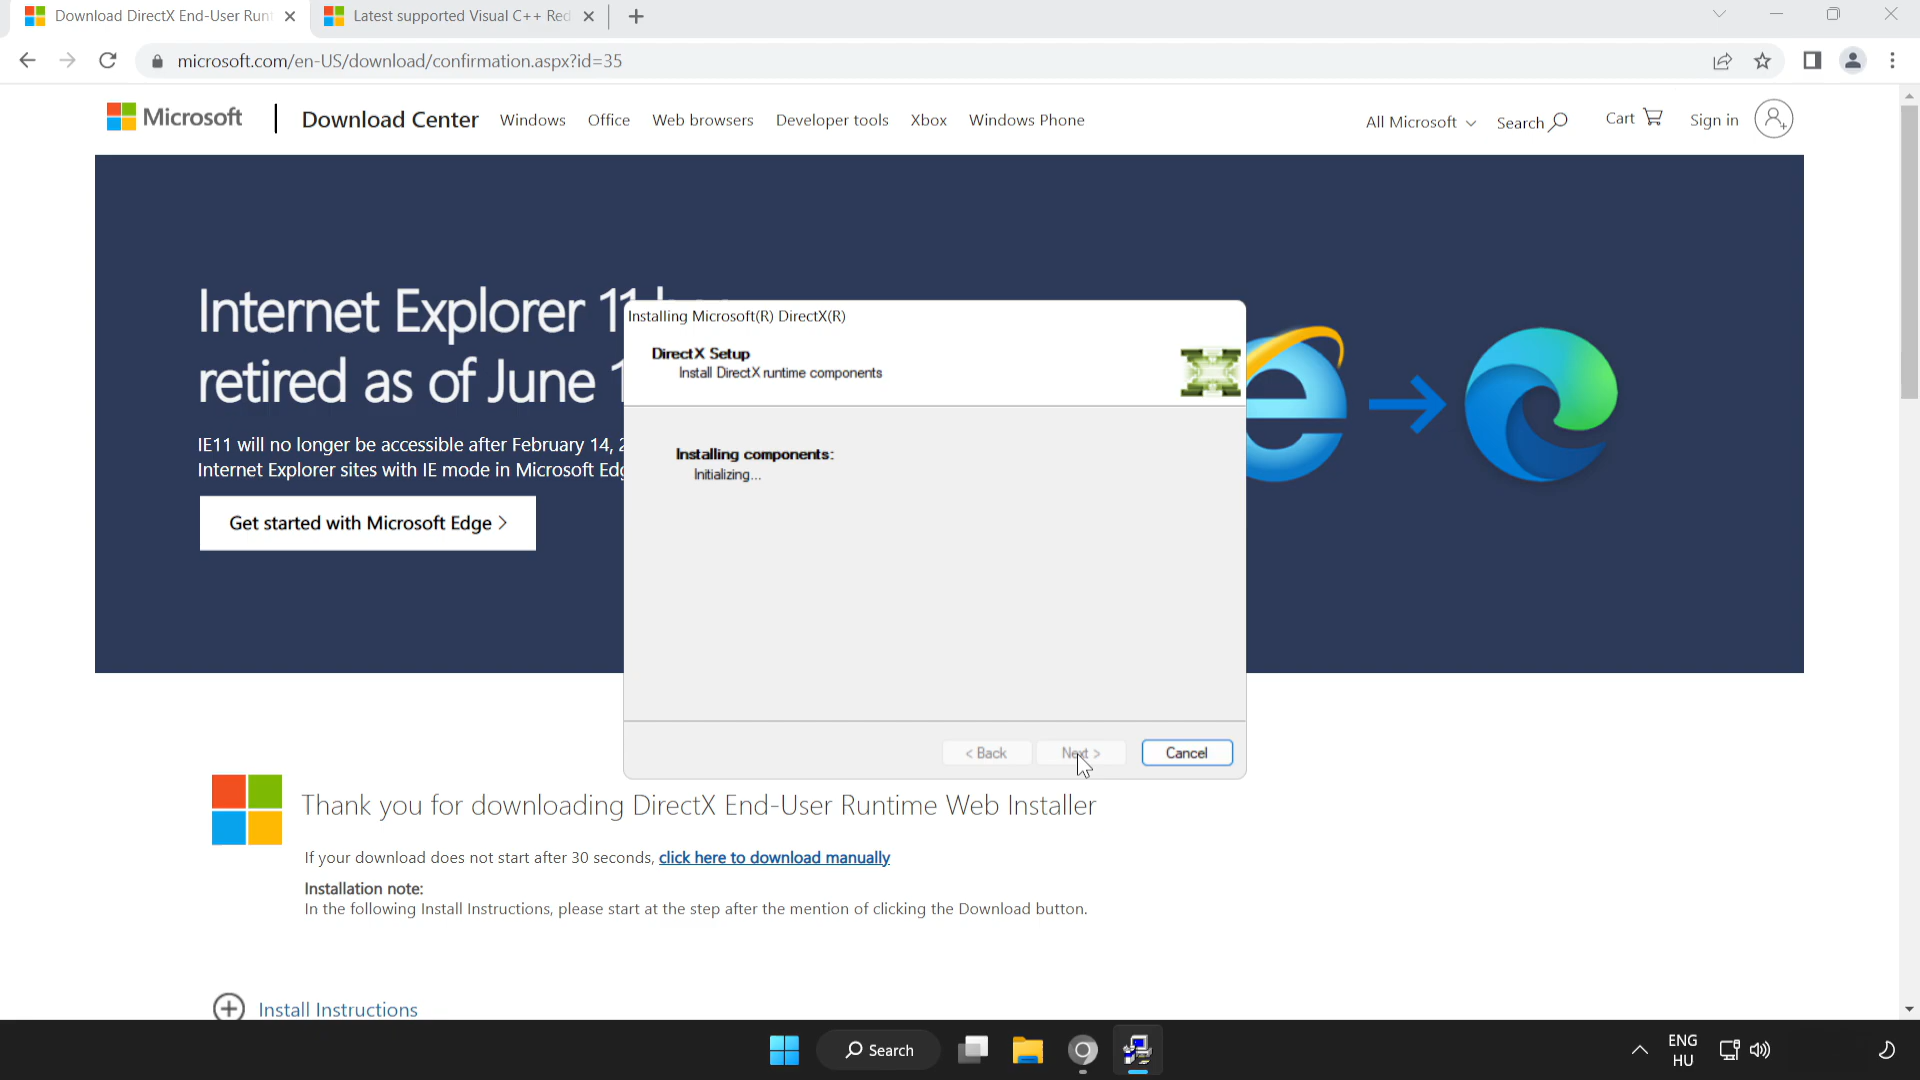 Download DirectX End-User Runt
Latest supported Visual C++ Red
microsoft.com/en-US/download/confirmation.aspx?id=35
Microsoft
Download Center
Windows
Office
Web browsers
Developer tools
Xbox
Windows Phone
All Microsoft
Search
Cart
Sign in
Internet Explorer 11
retired as of June 1
IE11 will no longer be accessible after February 14, 2
Internet Explorer sites with IE mode in Microsoft Edg
Get started with Microsoft Edge >
Installing Microsoft(R) DirectX(R)
DirectX Setup
Install DirectX runtime components
Installing components:
Initializing...
< Back
Next >
Cancel
Thank you for downloading DirectX End-User Runtime Web Installer
If your download does not start after 30 seconds, click here to download manually
Installation note:
In the following Install Instructions, please start at the step after the mention of clicking the Download button.
Install Instructions
Search
ENG
HU